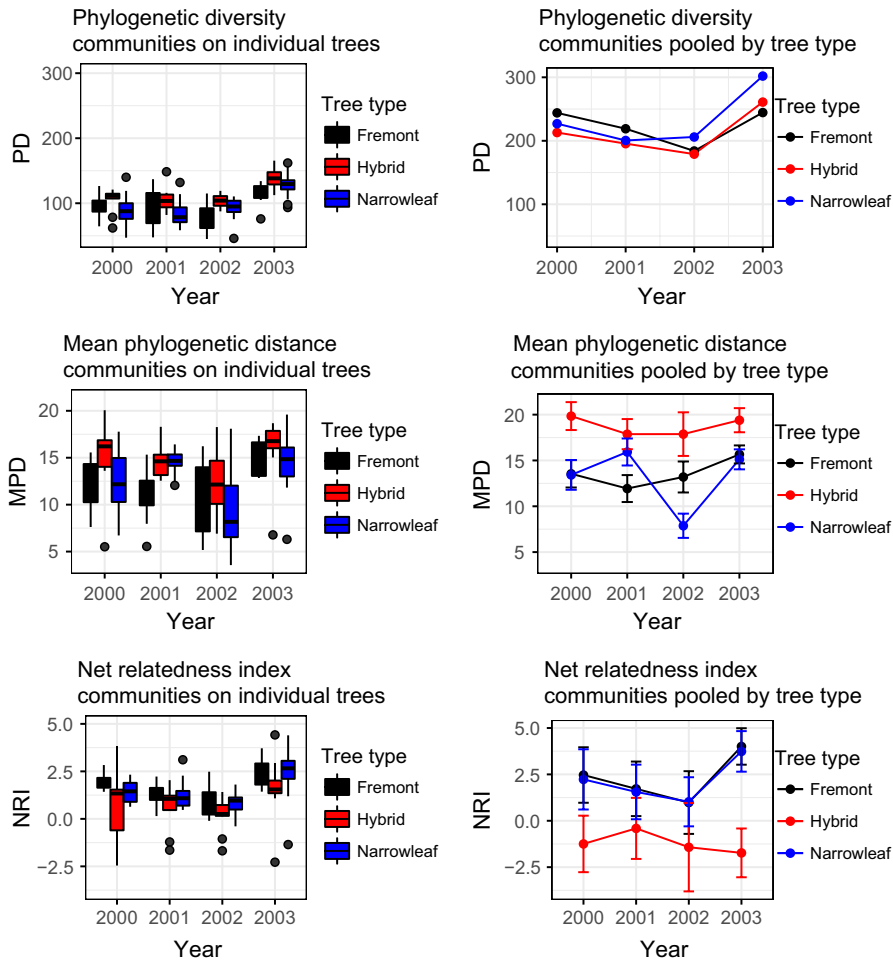 Phylogenetic diversity
communities on individual trees
300
200
100
PD
2000 2001 2002 2003
Year
Tree type
Fremont
Hybrid
Narrowleaf
Phylogenetic diversity
communities pooled by tree type
300
200
100
PD
2000 2001 2002 2003
Year
Tree type
Fremont
Hybrid
Narrowleaf
Mean phylogenetic distance
communities on individual trees
20
15
10
5
MPD
2000 2001 2002 2003
Year
Tree type
Fremont
Hybrid
Narrowleaf
Mean phylogenetic distance
communities pooled by tree type
20
15
10
5
MPD
2000 2001 2002 2003
Year
Tree type
Fremont
Hybrid
Narrowleaf
Net relatedness index
communities on individual trees
5.0
2.5
0.0
−2.5
NRI
2000 2001 2002 2003
Year
Tree type
Fremont
Hybrid
Narrowleaf
Net relatedness index
communities pooled by tree type
5.0
2.5
0.0
−2.5
NRI
2000 2001 2002 2003
Year
Tree type
Fremont
Hybrid
Narrowleaf